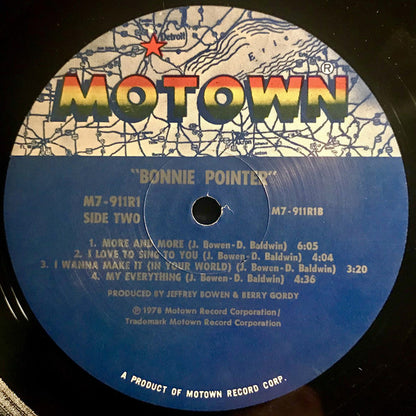 Detroit
Erie
MOTOWN®
"BONNIE POINTER"
M7-911R1
SIDE TWO
M7-911R1B
1. MORE AND MORE (J. Bowen-D. Baldwin) 6:05
2. I LOVE TO SING TO YOU (J. Bowen-D. Baldwin) 4:04
3. I WANNA MAKE IT (IN YOUR WORLD) (J. Bowen-D. Baldwin) 3:20
4. MY EVERYTHING (J. Bowen-D. Baldwin) 4:36
PRODUCED BY JEFFREY BOWEN & BERRY GORDY
℗ 1978 Motown Record Corporation/
Trademark Motown Record Corporation
A PRODUCT OF MOTOWN RECORD CORP.